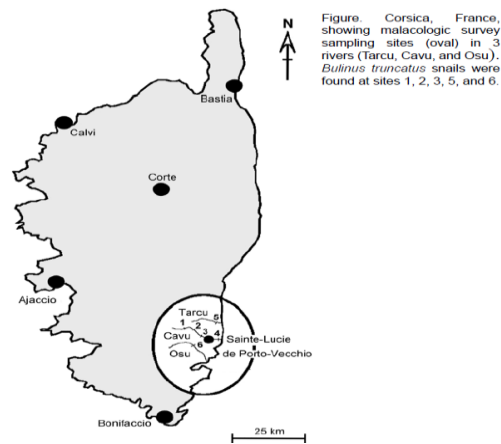 N
Figure. Corsica, France,
showing malacologic survey
sampling sites (oval) in 3
rivers (Tarcu, Cavu, and Osu).
Bulinus truncatus snails were
found at sites 1, 2, 3, 5, and 6.
Bastia
Calvi
Corte
Ajaccio
Tarcu 5
1 2 3 4
Cavu
Sainte-Lucie
6
Osu
de Porto-Vecchio
Bonifaccio
25 km